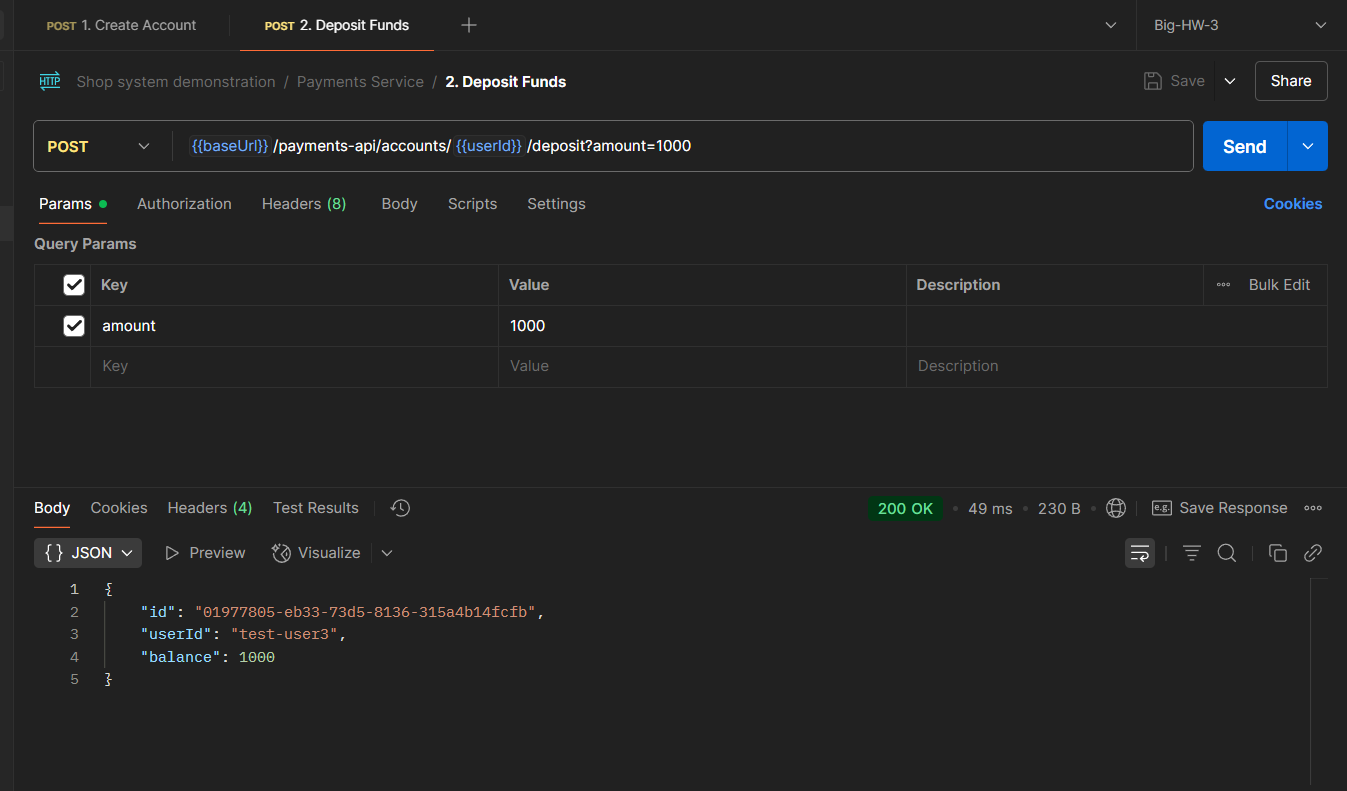 POST 1. Create Account POST 2. Deposit Funds Big-HW-3
HTTP Shop system demonstration / Payments Service / 2. Deposit Funds Save Share
POST {{baseUrl}}/payments-api/accounts/{{userId}}/deposit?amount=1000 Send
Params Authorization Headers (8) Body Scripts Settings Cookies
Query Params
Key Value Description Bulk Edit
amount 1000
Key Value Description
Body Cookies Headers (4) Test Results 200 OK • 49 ms • 230 B • e.g. Save Response
{} JSON Preview Visualize
1 {
2 "id": "01977805-eb33-73d5-8136-315a4b14fcfb",
3 "userId": "test-user3",
4 "balance": 1000
5 }